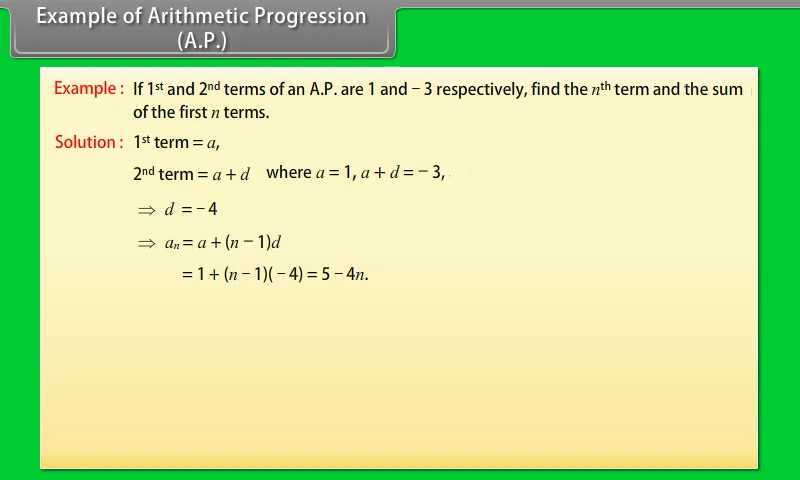 Example of Arithmetic Progression
(A.P.)
Example : If 1st and 2nd terms of an A.P. are 1 and − 3 respectively, find the nth term and the sum
of the first n terms.
Solution : 1st term = a,
2nd term = a + d where a = 1, a + d = − 3,
⇒ d = − 4
⇒ an = a + (n − 1)d
= 1 + (n − 1)( − 4) = 5 − 4n.